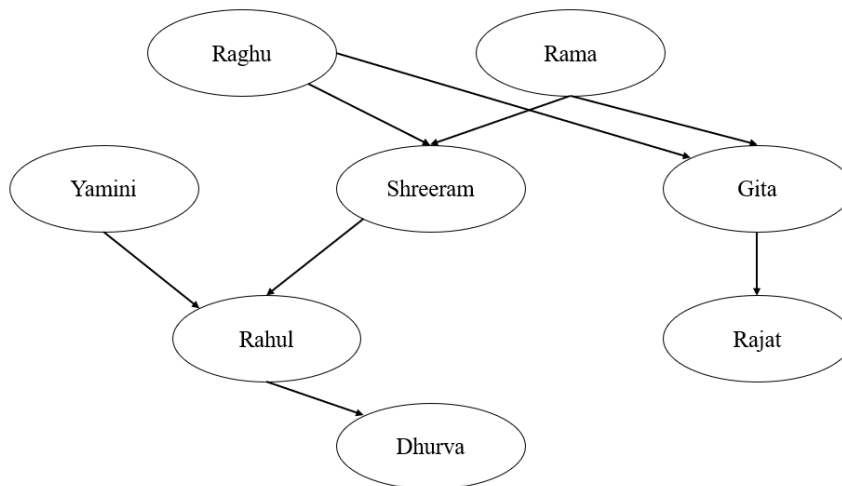 Raghu
Rama
Yamini
Shreeram
Gita
Rahul
Rajat
Dhurva